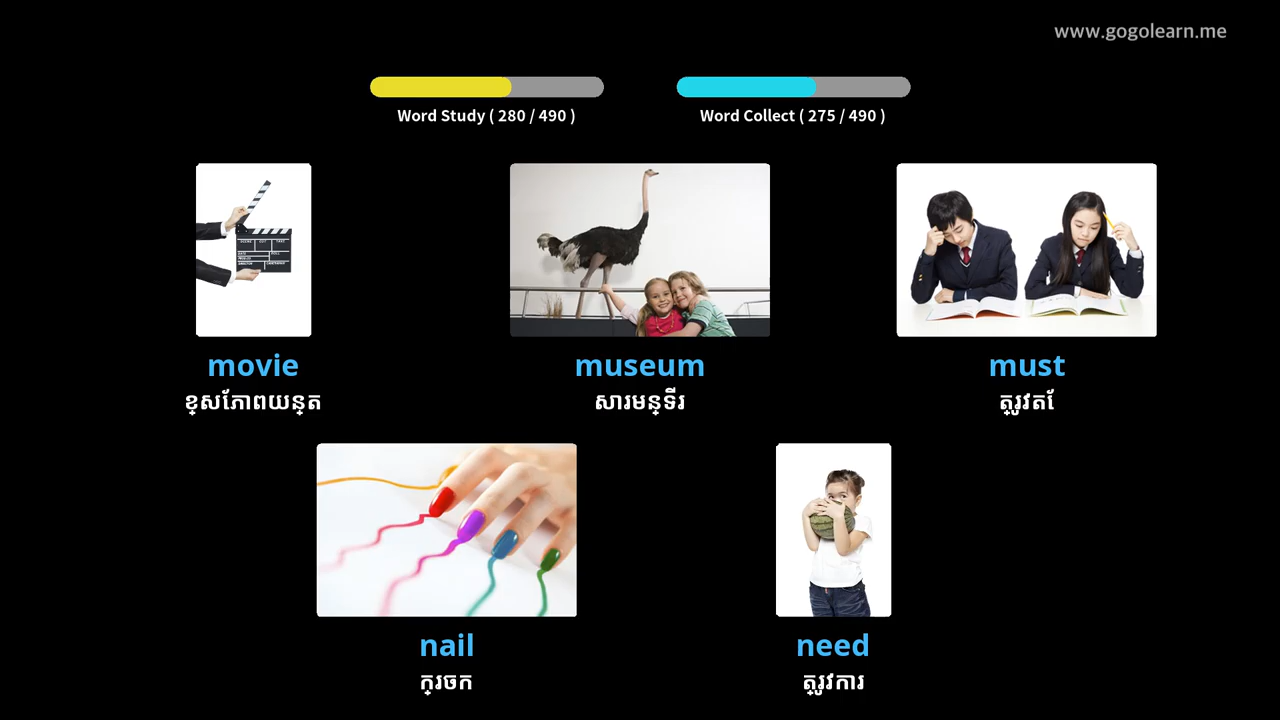 www.gogolearn.me
Word Study ( 280 / 490 )
Word Collect ( 275 / 490 )
movie
ខ្សែភាពយន្ត
museum
សារមន្ទីរ
must
ត្រូវតែ
nail
ក្រចក
need
ត្រូវការ